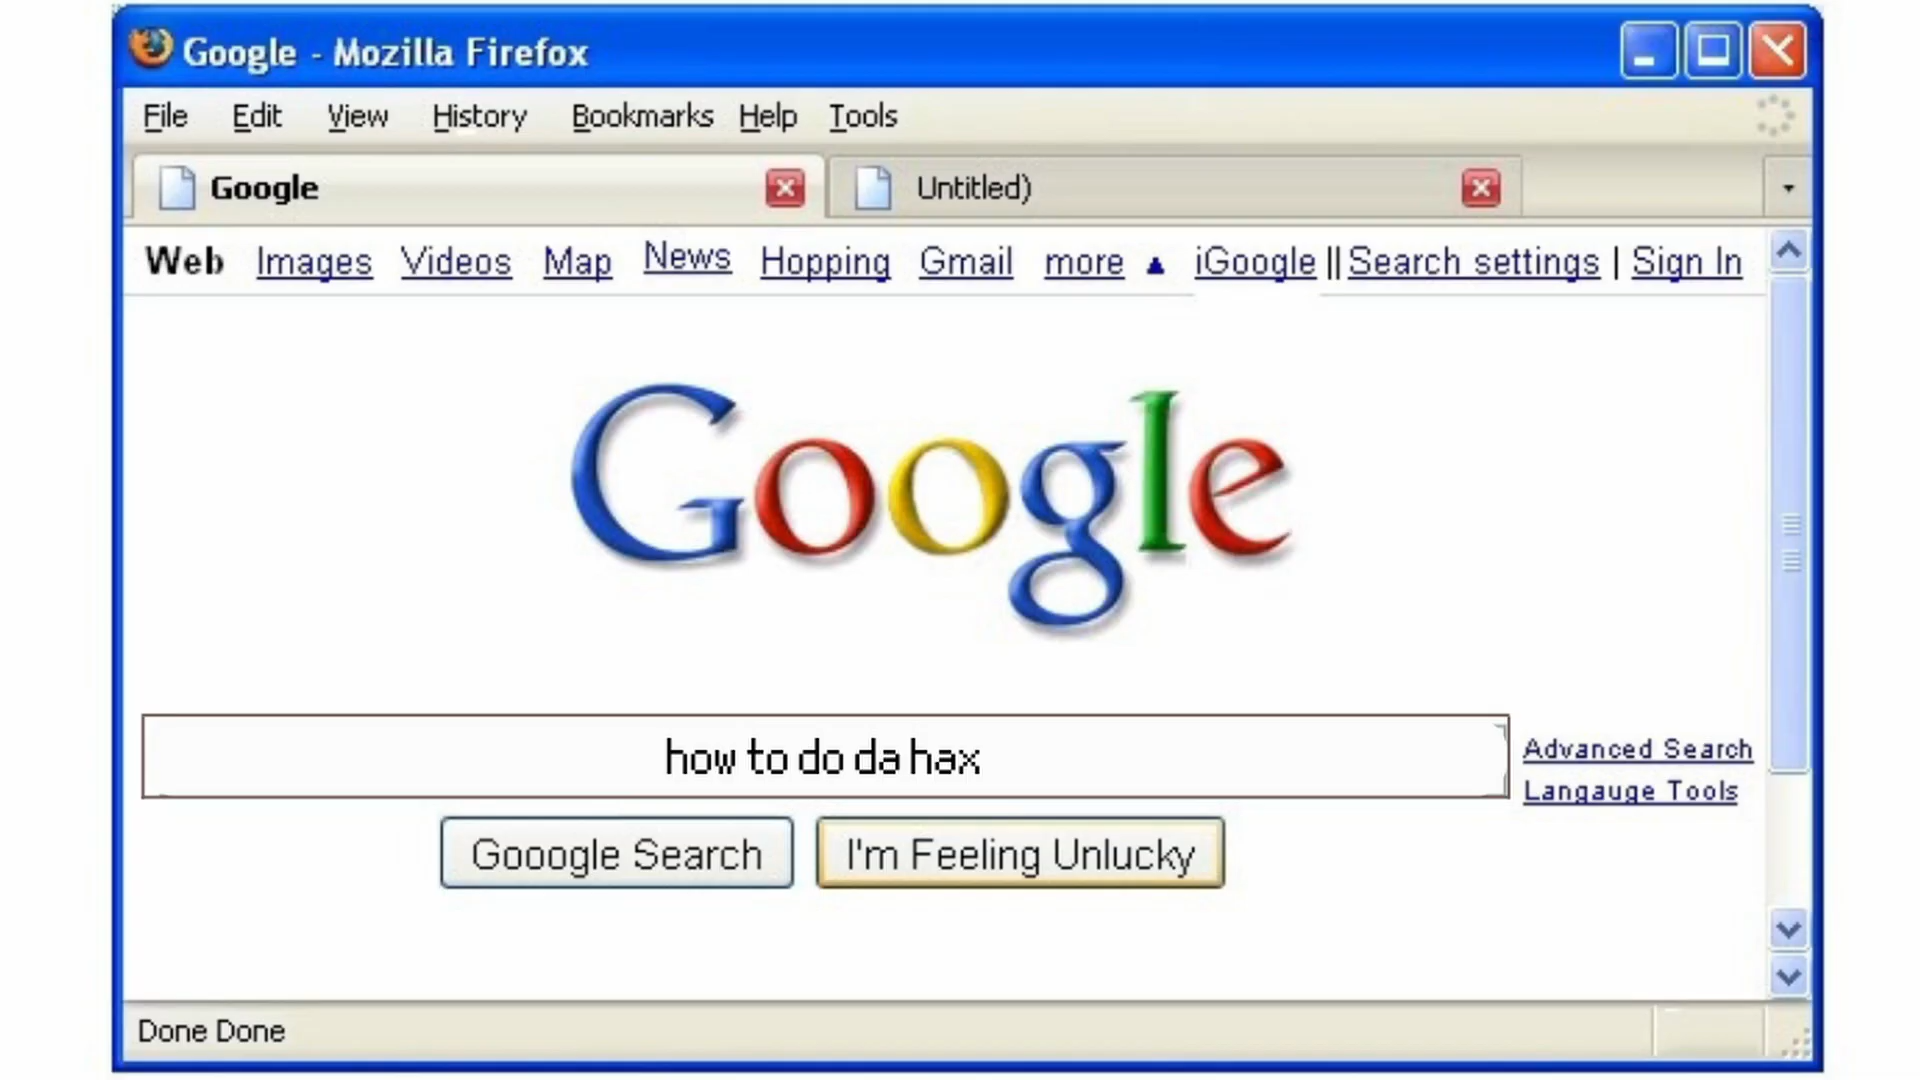 Google - Mozilla Firefox
File Edit View History Bookmarks Help Tools
Google Untitled)
Web Images Videos Map News Hopping Gmail more ▲ iGoogle || Search settings | Sign In
Google
how to do da hax
Advanced Search
Langauge Tools
Gooogle Search I'm Feeling Unlucky
Done Done